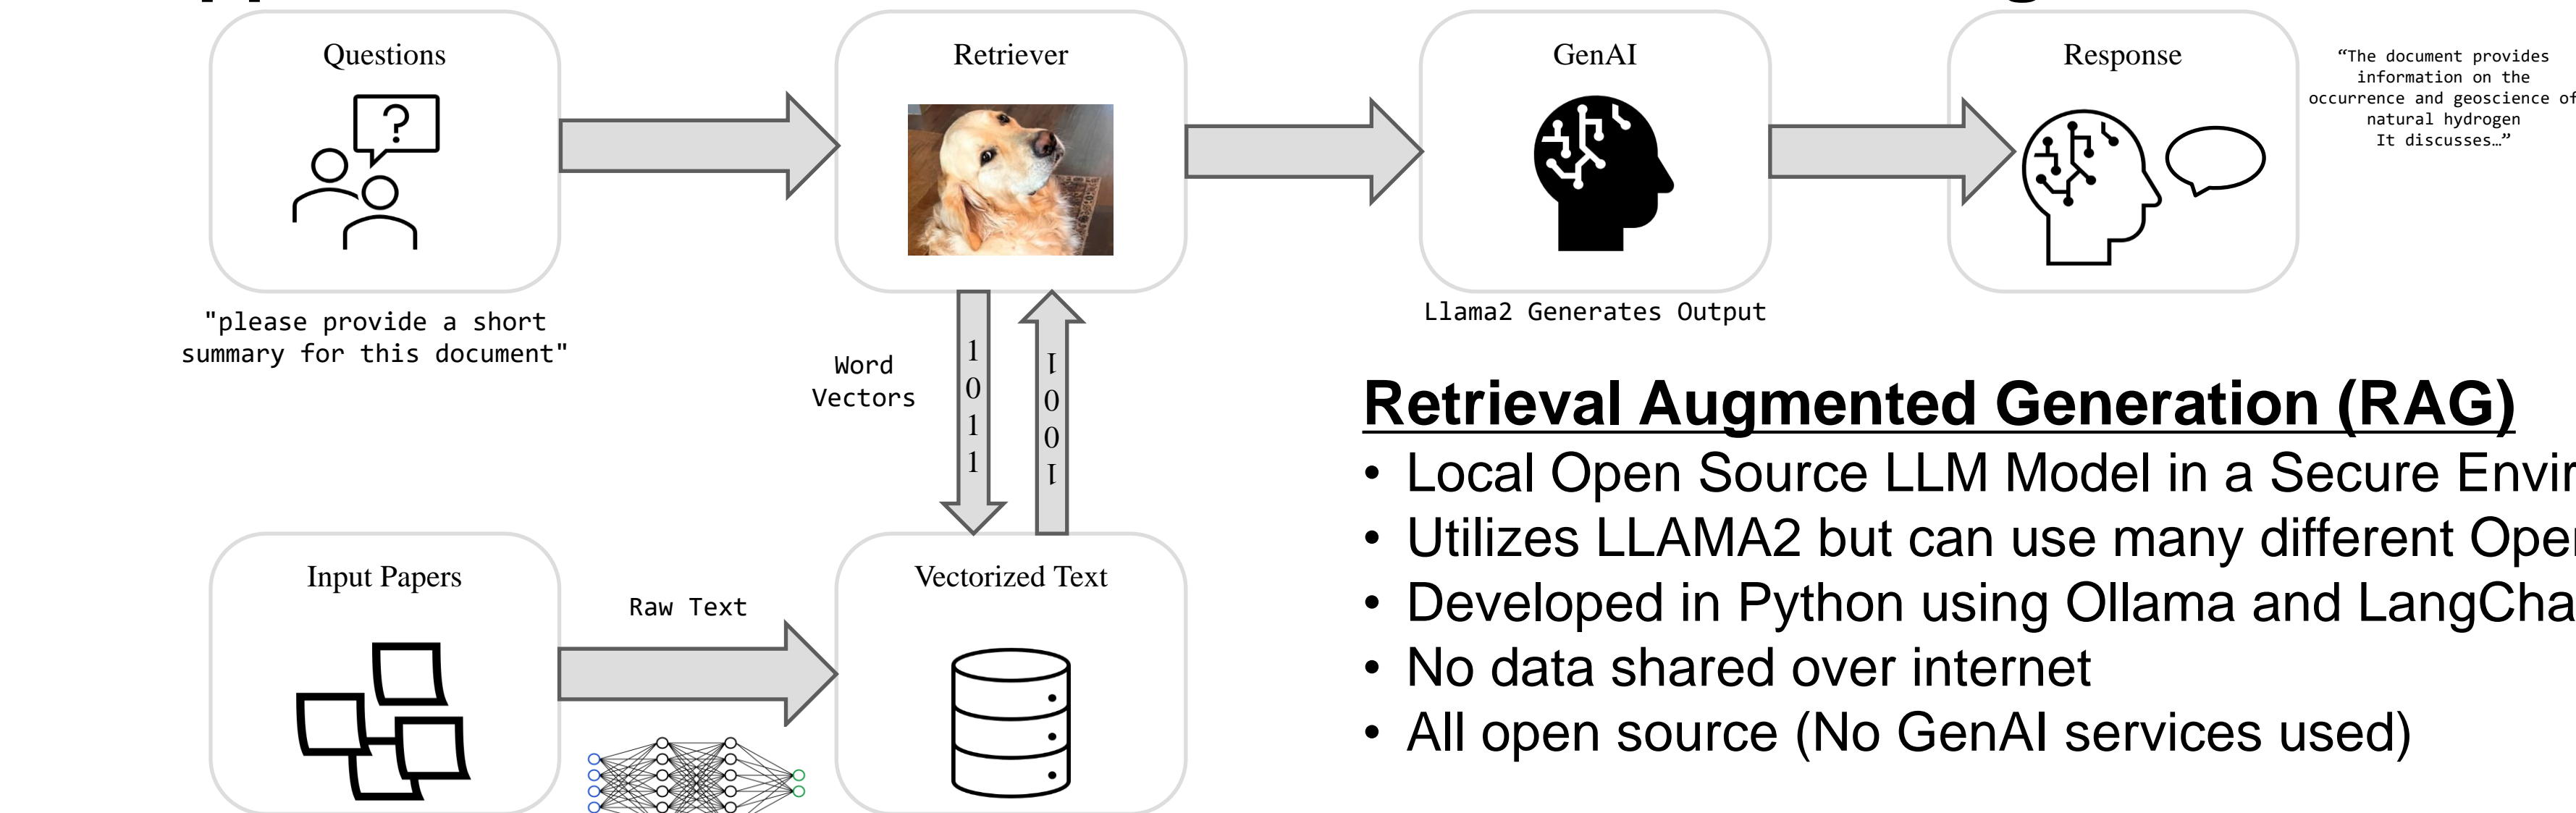 Questions
Retriever
GenAI
Response
?
“The document provides
information on the
occurrence and geoscience of
natural hydrogen
It discusses…”
"please provide a short
summary for this document"
Llama2 Generates Output
Word
Vectors
1
0
1
1
1
0
0
1
Retrieval Augmented Generation (RAG)
• Local Open Source LLM Model in a Secure
• Utilizes LLAMA2 but can use many different
• Developed in Python using Ollama and
• No data shared over internet
• All open source (No GenAI services used)
Input Papers
Raw Text
Vectorized Text